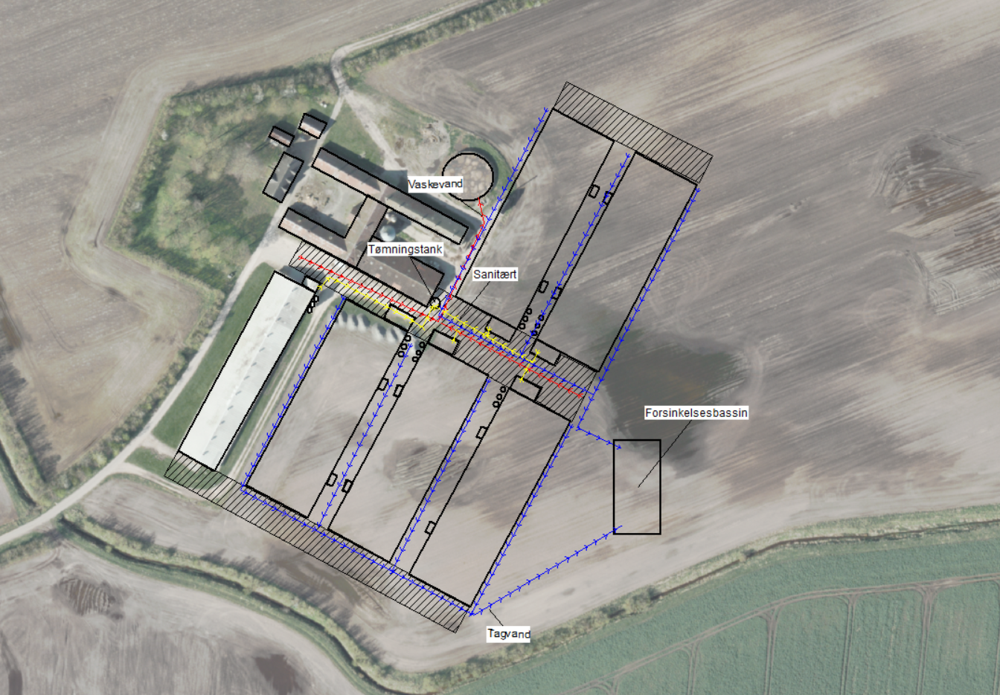 Vaskevand
Tømningstank
Sanitært
Forsinkelsesbassin
Tagvand